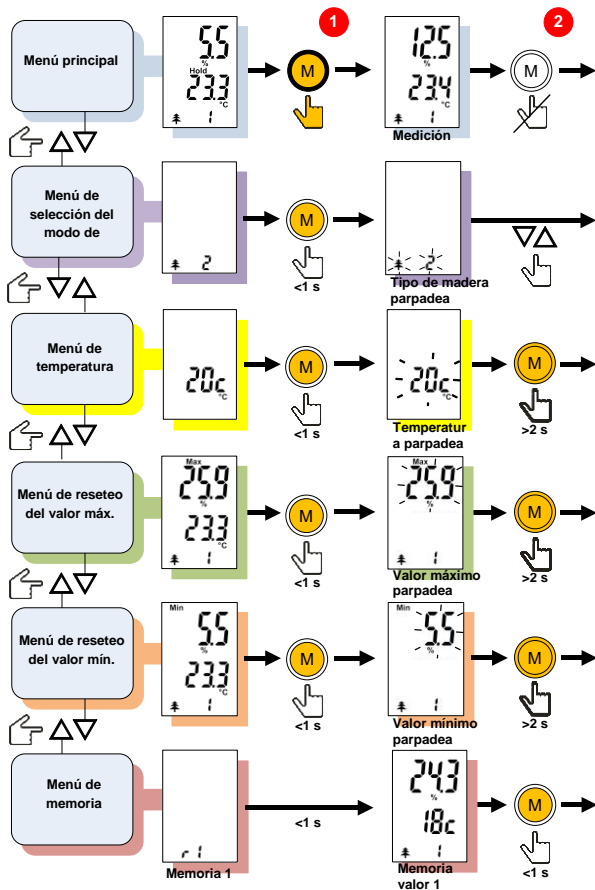 1
2
Menú principal
5.5
%
Hold
23.3
°C
1
M
12.5
%
23.4
°C
1
Medición
M
Menú de
selección del
modo de
2
M
<1 s
2
Tipo de madera
parpadea
Menú de
temperatura
20c
°C
M
<1 s
20c
°C
Temperatur
a parpadea
M
>2 s
Menú de reseteo
del valor máx.
Max
25.9
%
23.3
°C
1
M
<1 s
Max
25.9
%
1
Valor máximo
parpadea
M
>2 s
Menú de reseteo
del valor mín.
Min
5.5
%
23.3
°C
1
M
<1 s
Min
5.5
%
1
Valor mínimo
parpadea
M
>2 s
Menú de
memoria
r1
Memoria 1
<1 s
24.3
%
18c
1
Memoria
valor 1
M
<1 s